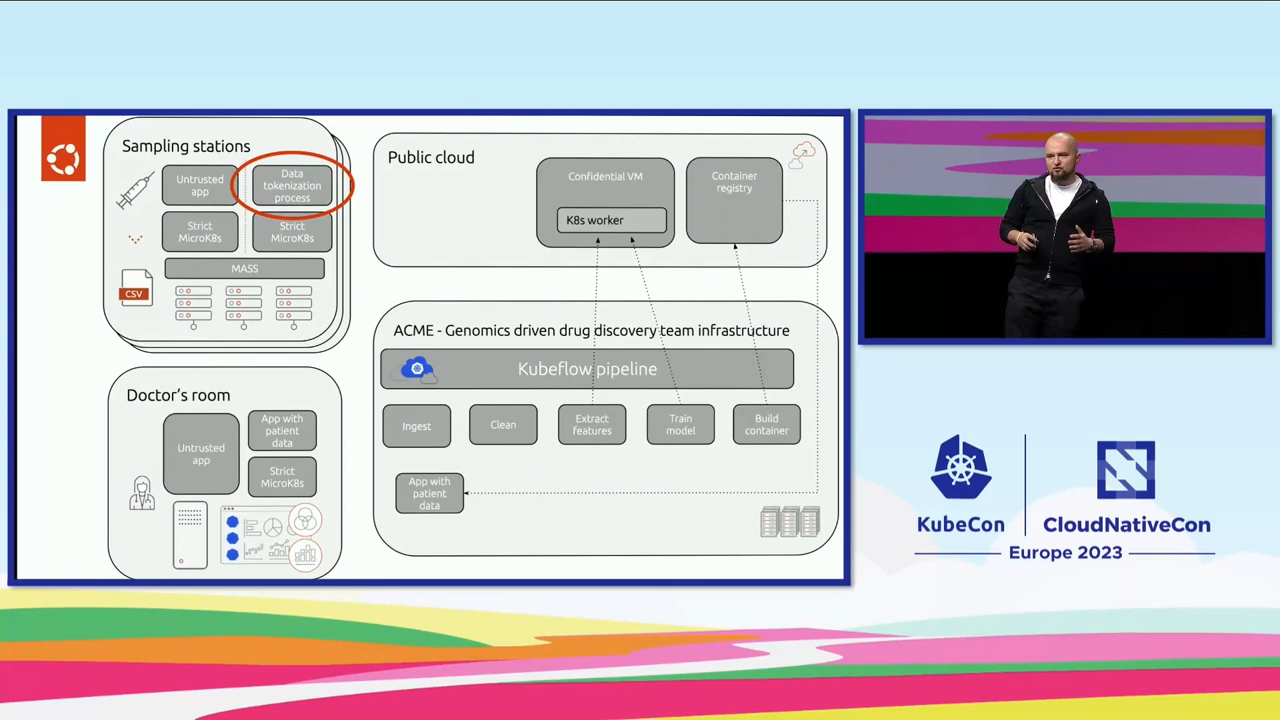 Sampling stations
Untrusted
app
Data
tokenization
process
Strict
MicroK8s
Strict
MicroK8s
MASS
CSV
Doctor's room
Untrusted
app
App with
patient
data
Strict
MicroK8s
Public cloud
Confidential VM
K8s worker
Container
registry
ACME - Genomics driven drug discovery team infrastructure
Kubeflow pipeline
Ingest
Clean
Extract
features
Train
model
Build
container
App with
patient
data
KubeCon
CloudNativeCon
Europe 2023